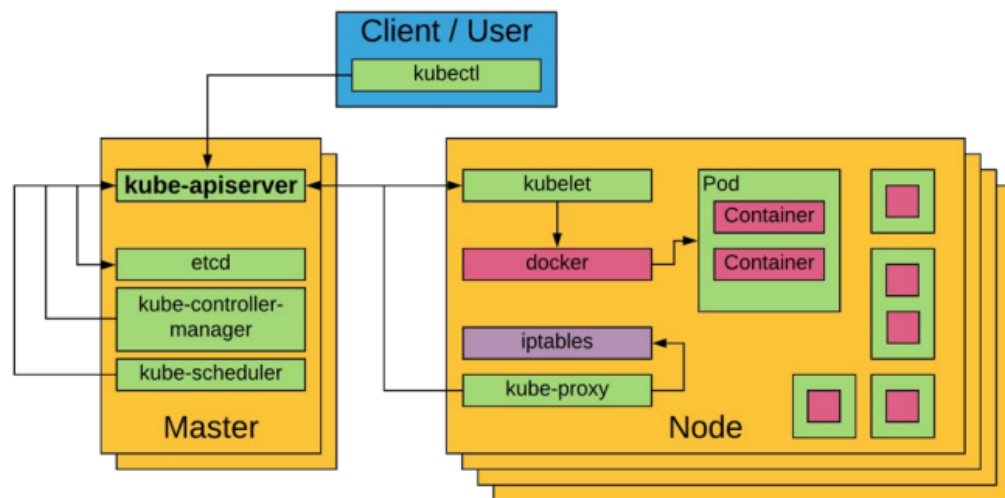 Client / User
kubectl
kube-apiserver
etcd
kube-controller-
manager
kube-scheduler
Master
kubelet
docker
iptables
kube-proxy
Pod
Container
Container
Node